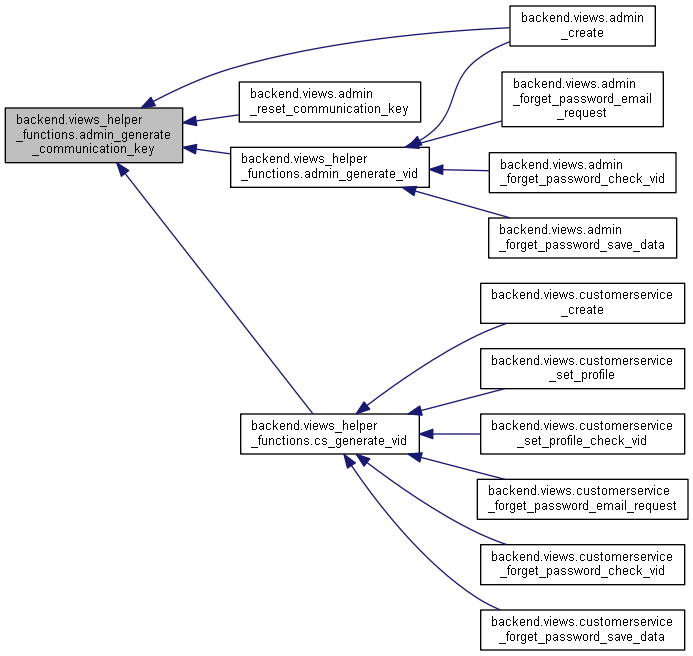 backend.views_helper
_functions.admin_generate
_communication_key
backend.views.admin
_create
backend.views.admin
_reset_communication_key
backend.views_helper
_functions.admin_generate_vid
backend.views.admin
_forget_password_email
_request
backend.views.admin
_forget_password_check_vid
backend.views.admin
_forget_password_save_data
backend.views_helper
_functions.cs_generate_vid
backend.views.customerservice
_create
backend.views.customerservice
_set_profile
backend.views.customerservice
_set_profile_check_vid
backend.views.customerservice
_forget_password_email_request
backend.views.customerservice
_forget_password_check_vid
backend.views.customerservice
_forget_password_save_data